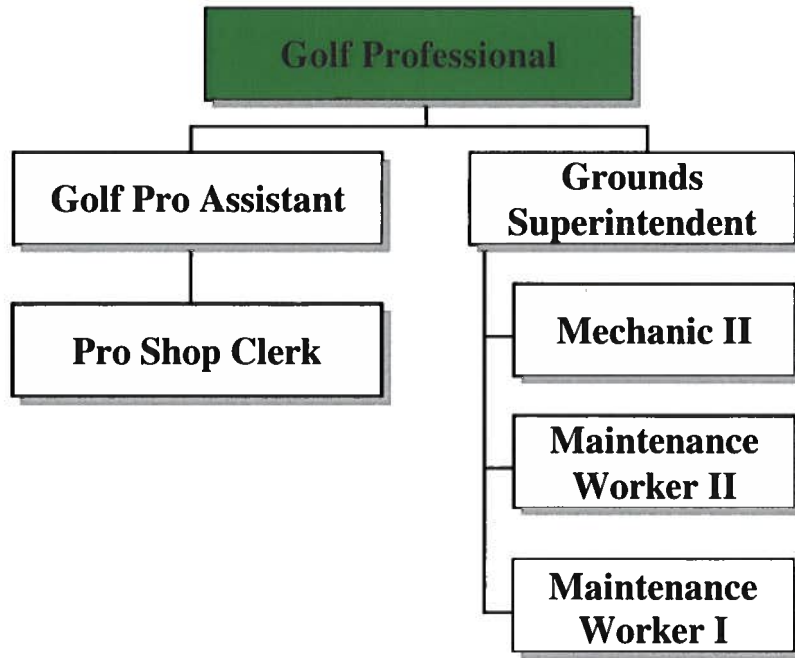 Golf Professional
Golf Pro Assistant
Grounds
Superintendent
Pro Shop Clerk
Mechanic II
Maintenance
Worker II
Maintenance
Worker I